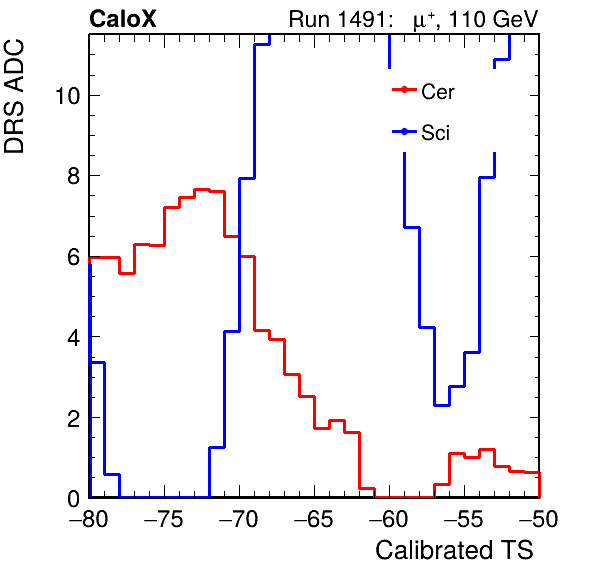 CaloX Run 1491: μ⁺, 110 GeV
DRS ADC
10
8
6
4
2
0
Cer
Sci
−80 −75 −70 −65 −60 −55 −50
Calibrated TS